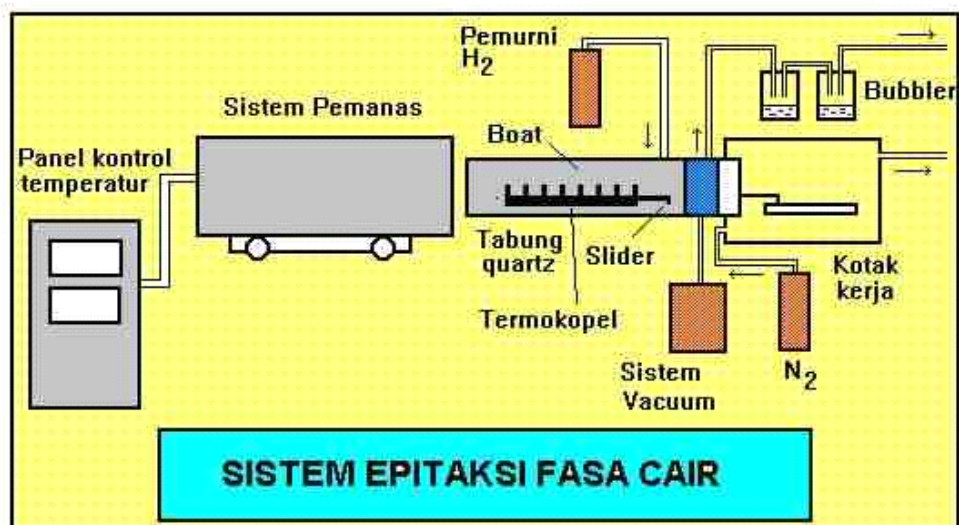 Pemurni
H2
Bubbler
Sistem Pemanas
Boat
Panel kontrol
temperatur
Tabung
quartz
Slider
Kotak
kerja
Termokopel
Sistem
Vacuum
N2
SISTEM EPITAKSI FASA CAIR